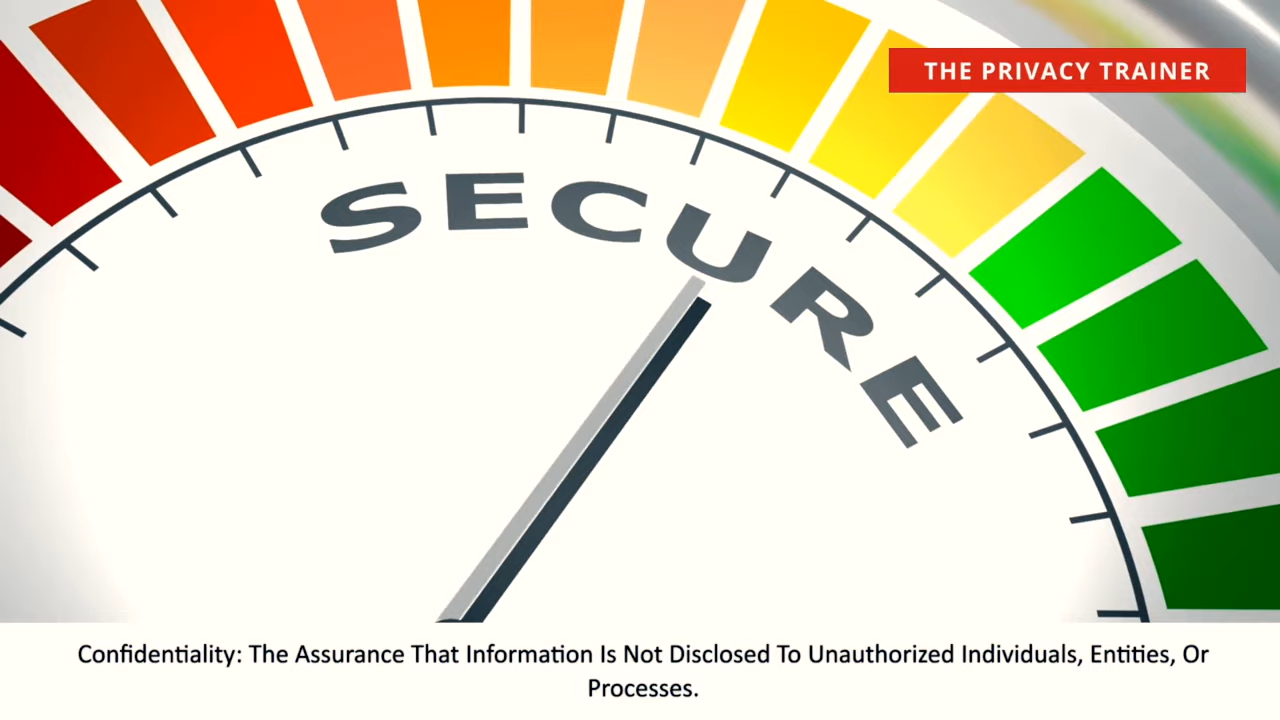 THE PRIVACY TRAINER
SECURE
Confidentiality: The Assurance That Information Is Not Disclosed To Unauthorized Individuals, Entities, Or
Processes.